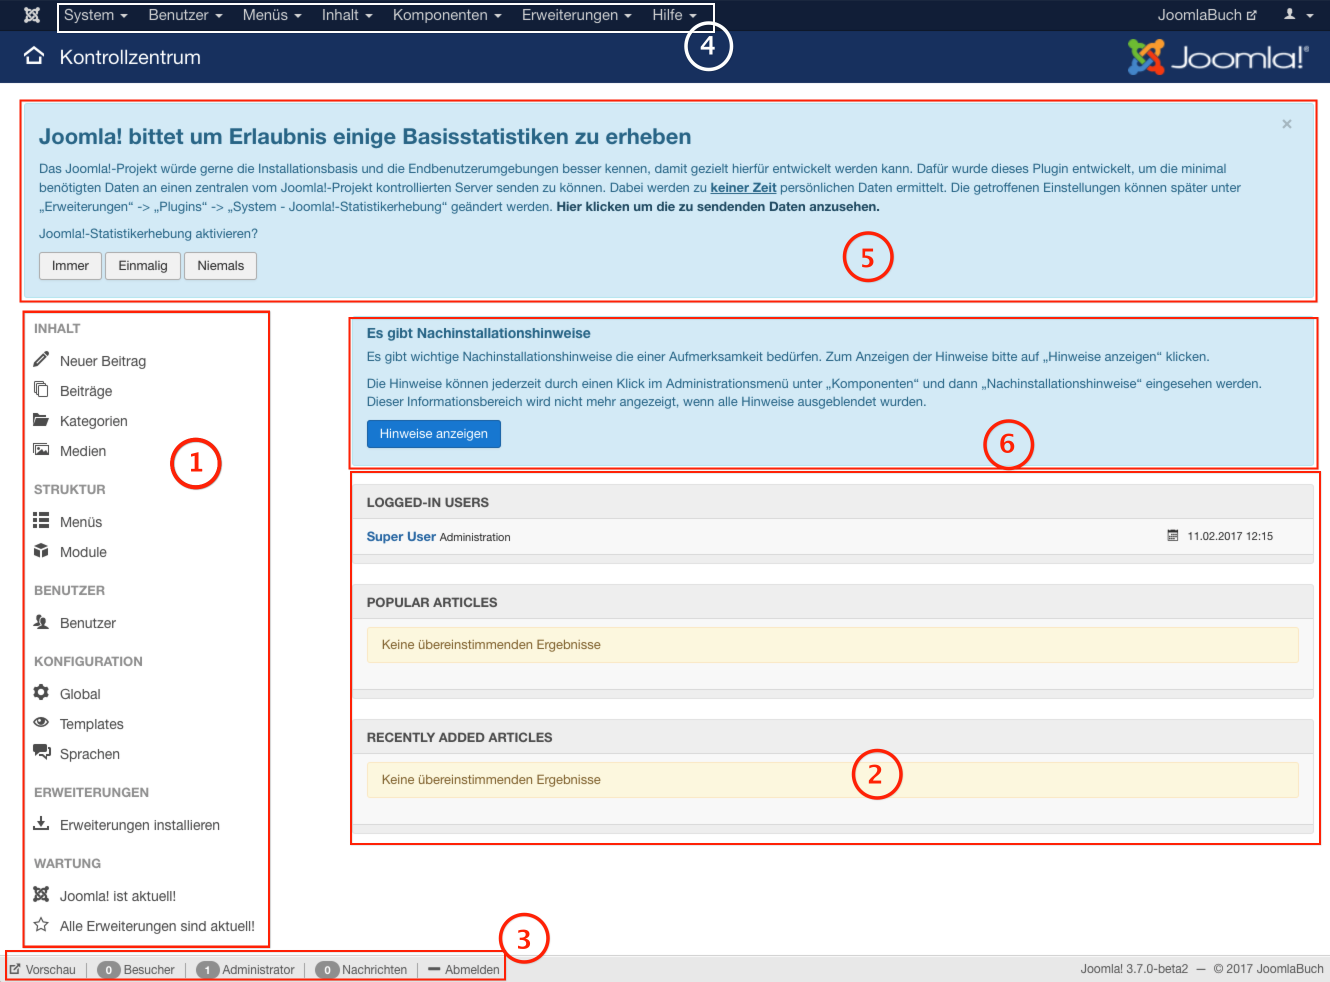 System Benutzer Menüs Inhalt Komponenten Erweiterungen Hilfe JoomlaBuch
4
Kontrollzentrum
Joomla!®
Joomla! bittet um Erlaubnis einige Basisstatistiken zu erheben
×
Das Joomla!-Projekt würde gerne die Installationsbasis und die Endbenutzerumgebungen besser kennen, damit gezielt hierfür entwickelt werden kann. Dafür wurde dieses Plugin entwickelt, um die minimal
benötigten Daten an einen zentralen vom Joomla!-Projekt kontrollierten Server senden zu können. Dabei werden zu keiner Zeit persönlichen Daten ermittelt. Die getroffenen Einstellungen können später unter
„Erweiterungen“ -> „Plugins“ -> „System - Joomla!-Statistikerhebung“ geändert werden. Hier klicken um die zu sendenden Daten anzusehen.
Joomla!-Statistikerhebung aktivieren?
Immer Einmalig Niemals
5
INHALT
Neuer Beitrag
Beiträge
Kategorien
Medien
1
STRUKTUR
Menüs
Module
BENUTZER
Benutzer
KONFIGURATION
Global
Templates
Sprachen
ERWEITERUNGEN
Erweiterungen installieren
WARTUNG
Joomla! ist aktuell!
Alle Erweiterungen sind aktuell!
Es gibt Nachinstallationshinweise
Es gibt wichtige Nachinstallationshinweise die einer Aufmerksamkeit bedürfen. Zum Anzeigen der Hinweise bitte auf „Hinweise anzeigen“ klicken.
Die Hinweise können jederzeit durch einen Klick im Administrationsmenü unter „Komponenten“ und dann „Nachinstallationshinweise“ eingesehen werden.
Dieser Informationsbereich wird nicht mehr angezeigt, wenn alle Hinweise ausgeblendet wurden.
Hinweise anzeigen
6
LOGGED-IN USERS
Super User Administration 11.02.2017 12:15
POPULAR ARTICLES
Keine übereinstimmenden Ergebnisse
RECENTLY ADDED ARTICLES
Keine übereinstimmenden Ergebnisse
2
3
Vorschau 0 Besucher 1 Administrator 0 Nachrichten Abmelden
Joomla! 3.7.0-beta2 — © 2017 JoomlaBuch